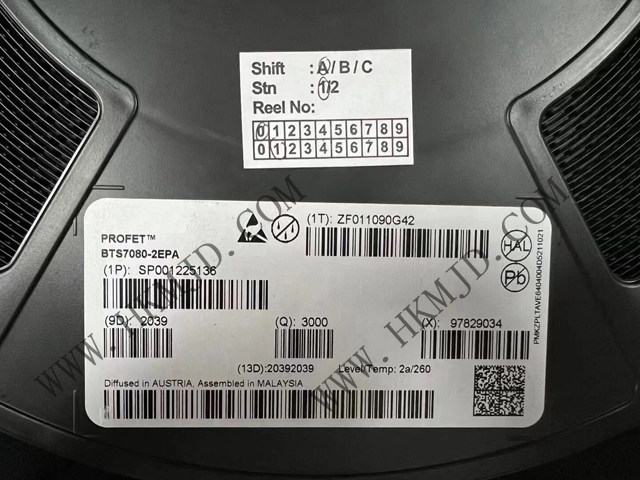 Shift : A/B/C
Stn : 1/2
Reel No:
0 1 2 3 4 5 6 7 8 9
0 1 2 3 4 5 6 7 8 9
PROFET™
BTS7080-2EPA
(1P) SP001225136
(1T): ZF011090G42
HAL
Pb
PMKZPLTAVE6404004D5211021
(9D): 2039
(Q): 3000
(X): 97829034
(13D):20392039
Level/Temp: 2a/260
Diffused in AUSTRIA, Assembled in MALAYSIA
WWW.HKMJD.COM
WWW.HKMJD.COM